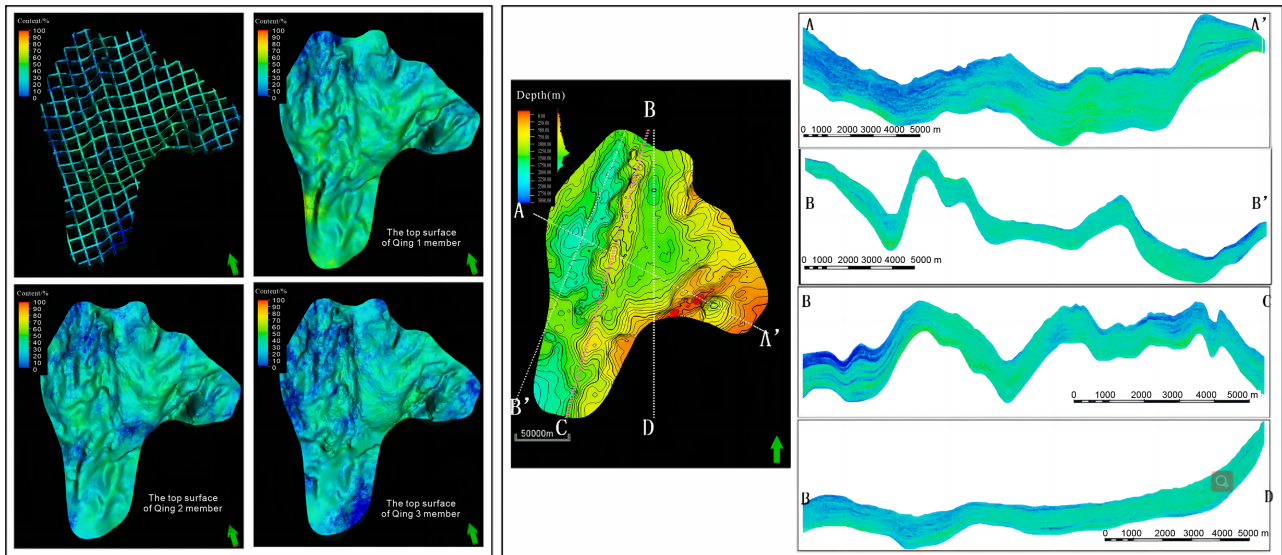 Content/%
100
90
80
70
60
50
40
30
20
10
0
Content/%
100
90
80
70
60
50
40
30
20
10
0
The top surface
of Qing 1 member
Content/%
100
90
80
70
60
50
40
30
20
10
0
The top surface
of Qing 2 member
Content/%
100
90
80
70
60
50
40
30
20
10
0
The top surface
of Qing 3 member
Depth(m)
B
A
A'
B'
C
D
50000m
A
A'
0 1000 2000 3000 4000 5000 m
B
B'
0 1000 2000 3000 4000 5000 m
B
C
0 1000 2000 3000 4000 5000 m
B
D
0 1000 2000 3000 4000 5000 m